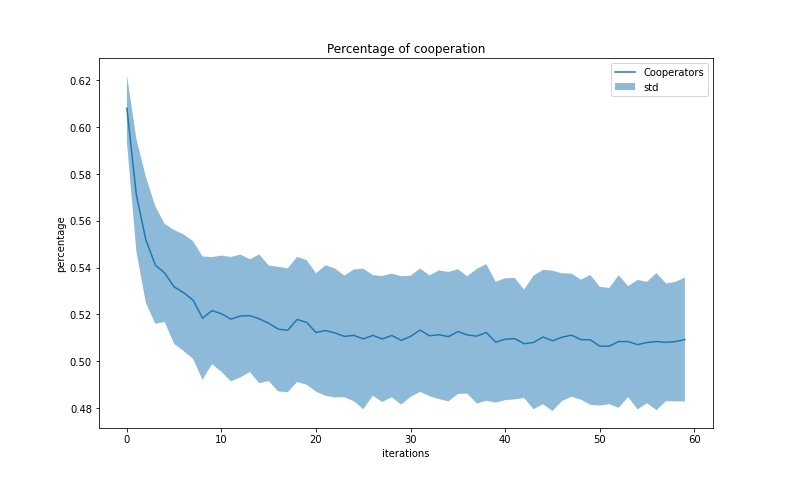 Percentage of cooperation
Cooperators
std
percentage
0.62
0.60
0.58
0.56
0.54
0.52
0.50
0.48
0 10 20 30 40 50 60
iterations